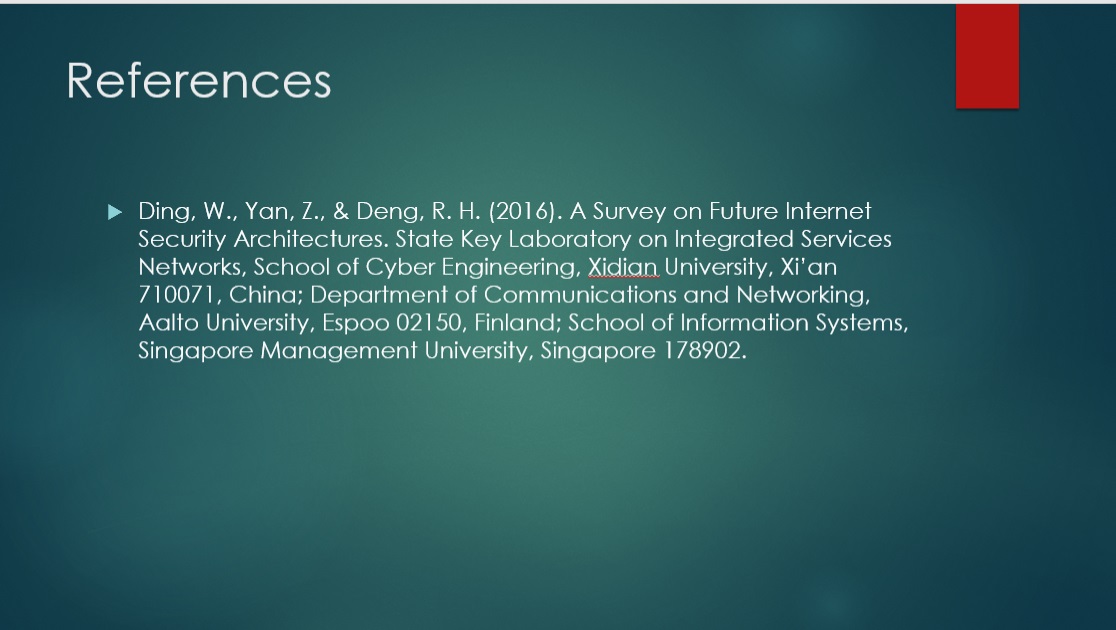 References
Ding, W., Yan, Z., & Deng, R. H. (2016). A Survey on Future Internet
Security Architectures. State Key Laboratory on Integrated Services
Networks, School of Cyber Engineering, Xidian University, Xi’an
710071, China; Department of Communications and Networking,
Aalto University, Espoo 02150, Finland; School of Information Systems,
Singapore Management University, Singapore 178902.